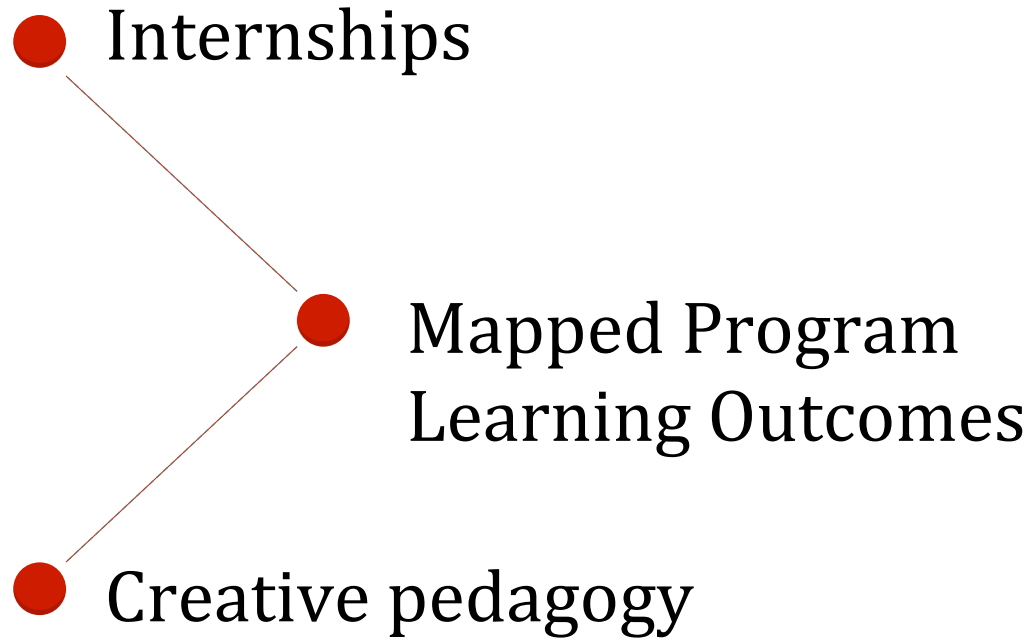 Internships
Mapped Program
Learning Outcomes
Creative pedagogy